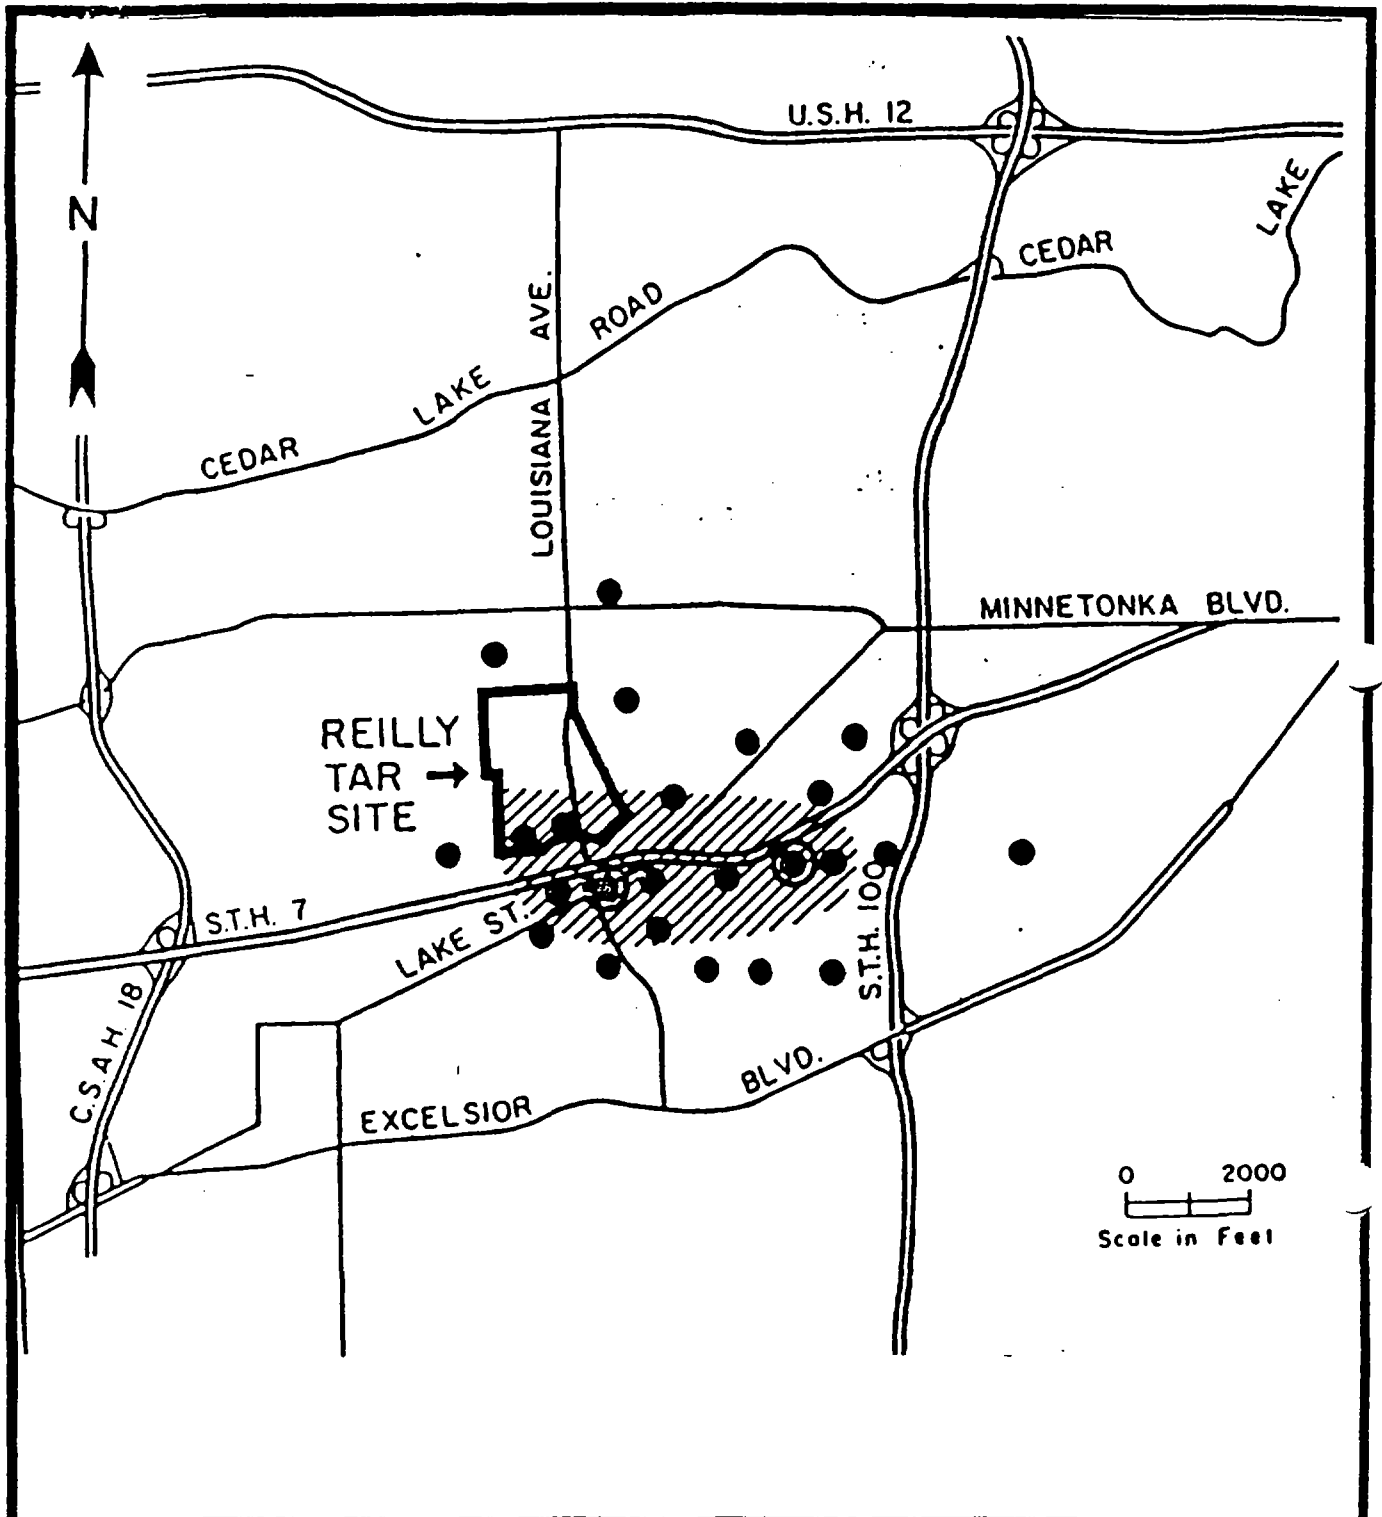 U.S.H. 12
LAKE
N
CEDAR
LOUISIANA AVE.
ROAD
LAKE
CEDAR
MINNETONKA BLVD.
REILLY
TAR
SITE
S.T.H. 7
LAKE ST.
S.T.H. 100
C.S.A.H. 18
BLVD.
EXCELSIOR
0 2000
Scale in Feet